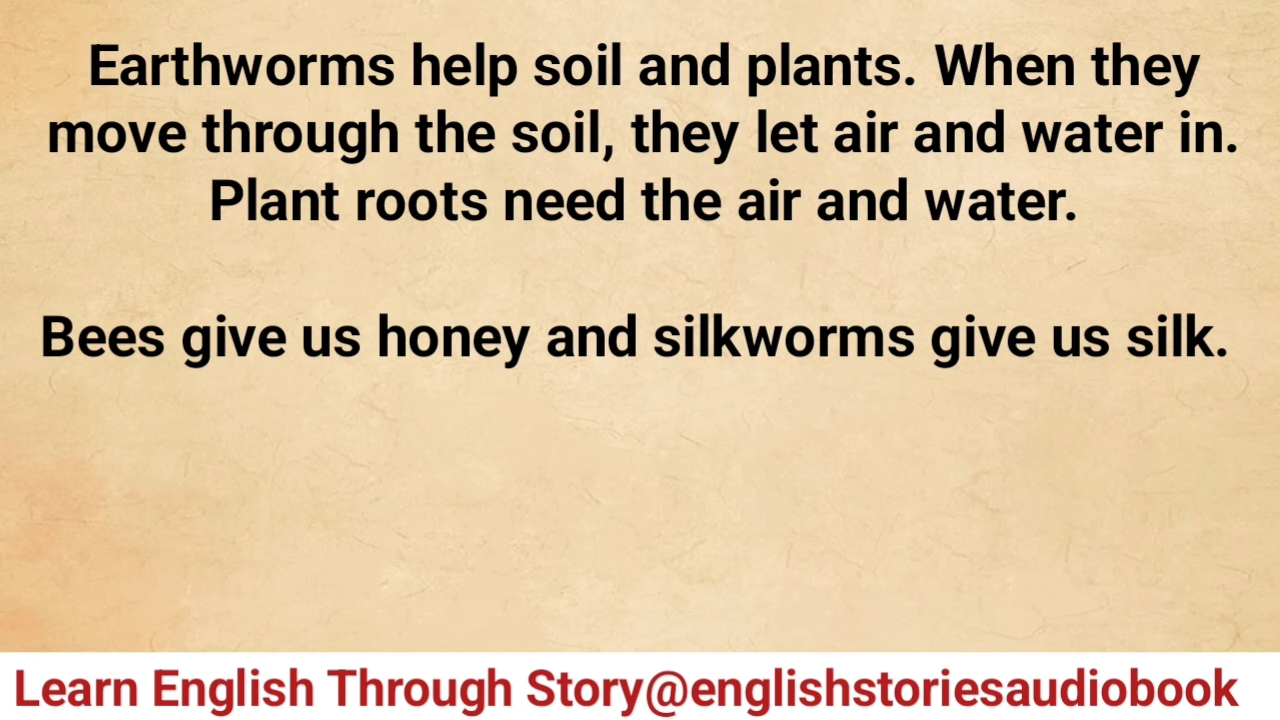 Earthworms help soil and plants. When they
move through the soil, they let air and water in.
Plant roots need the air and water.
Bees give us honey and silkworms give us silk.
Learn English Through Story@englishstoriesaudiobook